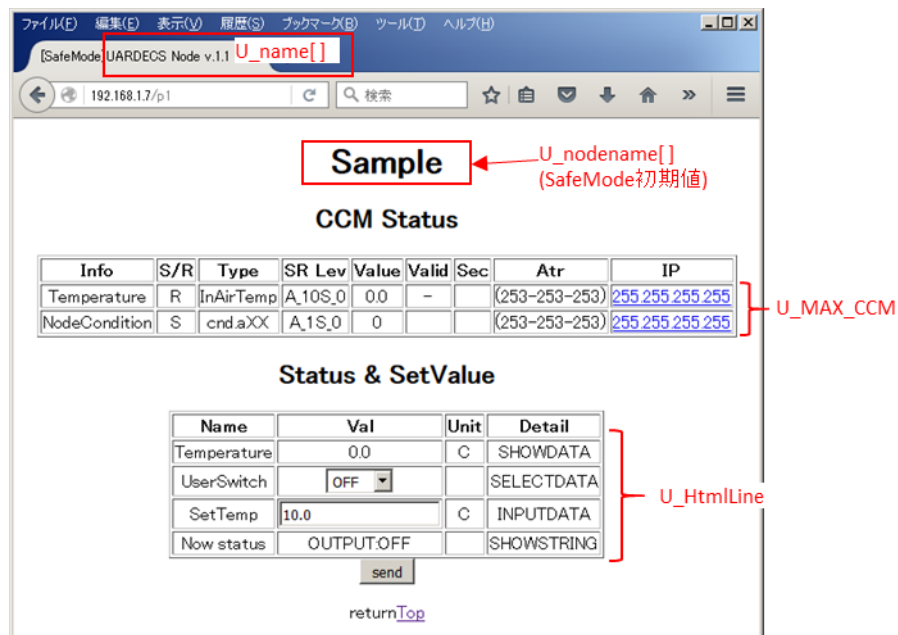 ファイル(F) 編集(E) 表示(V) 履歴(S) ブックマーク(B) ツール(T) ヘルプ(H)
[SafeMode]UARDECS Node v.1.1 U_name[ ]
192.168.1.7/p1 検索
Sample
U_nodename[ ]
(SafeMode初期値)
CCM Status
Info S/R Type SR Lev Value Valid Sec Atr IP
Temperature R InAirTemp A_10S_0 0.0 - (253-253-253) 255.255.255.255
NodeCondition S cnd.aXX A_1S_0 0 (253-253-253) 255.255.255.255
U_MAX_CCM
Status & SetValue
Name Val Unit Detail
Temperature 0.0 C SHOWDATA
UserSwitch OFF SELECTDATA
SetTemp 10.0 C INPUTDATA
Now status OUTPUT:OFF SHOWSTRING
U_HtmlLine
send
returnTop